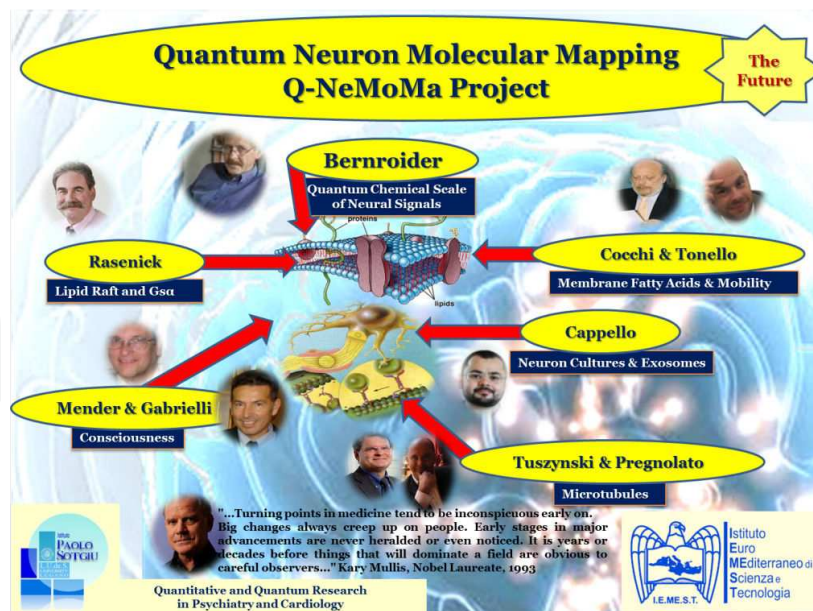 Quantum Neuron Molecular Mapping
Q-NeMoMa Project
The
Future
Bernroider
Quantum Chemical Scale
of Neural Signals
proteins
Rasenick
Lipid Raft and Gsα
Cocchi & Tonello
Membrane Fatty Acids & Mobility
lipids
Cappello
Neuron Cultures & Exosomes
Mender & Gabrielli
Consciousness
Tuszynski & Pregnolato
Microtubules
"...Turning points in medicine tend to be inconspicuous early on.
Big changes always creep up on people. Early stages in major
advancements are never heralded or even noticed. It is years or
decades before things that will dominate a field are obvious to
careful observers..." Kary Mullis, Nobel Laureate, 1993
Istituto
PAOLO
SOTGIU
Quantitative and Quantum Research
in Psychiatry and Cardiology
I.E.ME.S.T.
Istituto
Euro
MEditerraneo di
Scienza e
Tecnologia